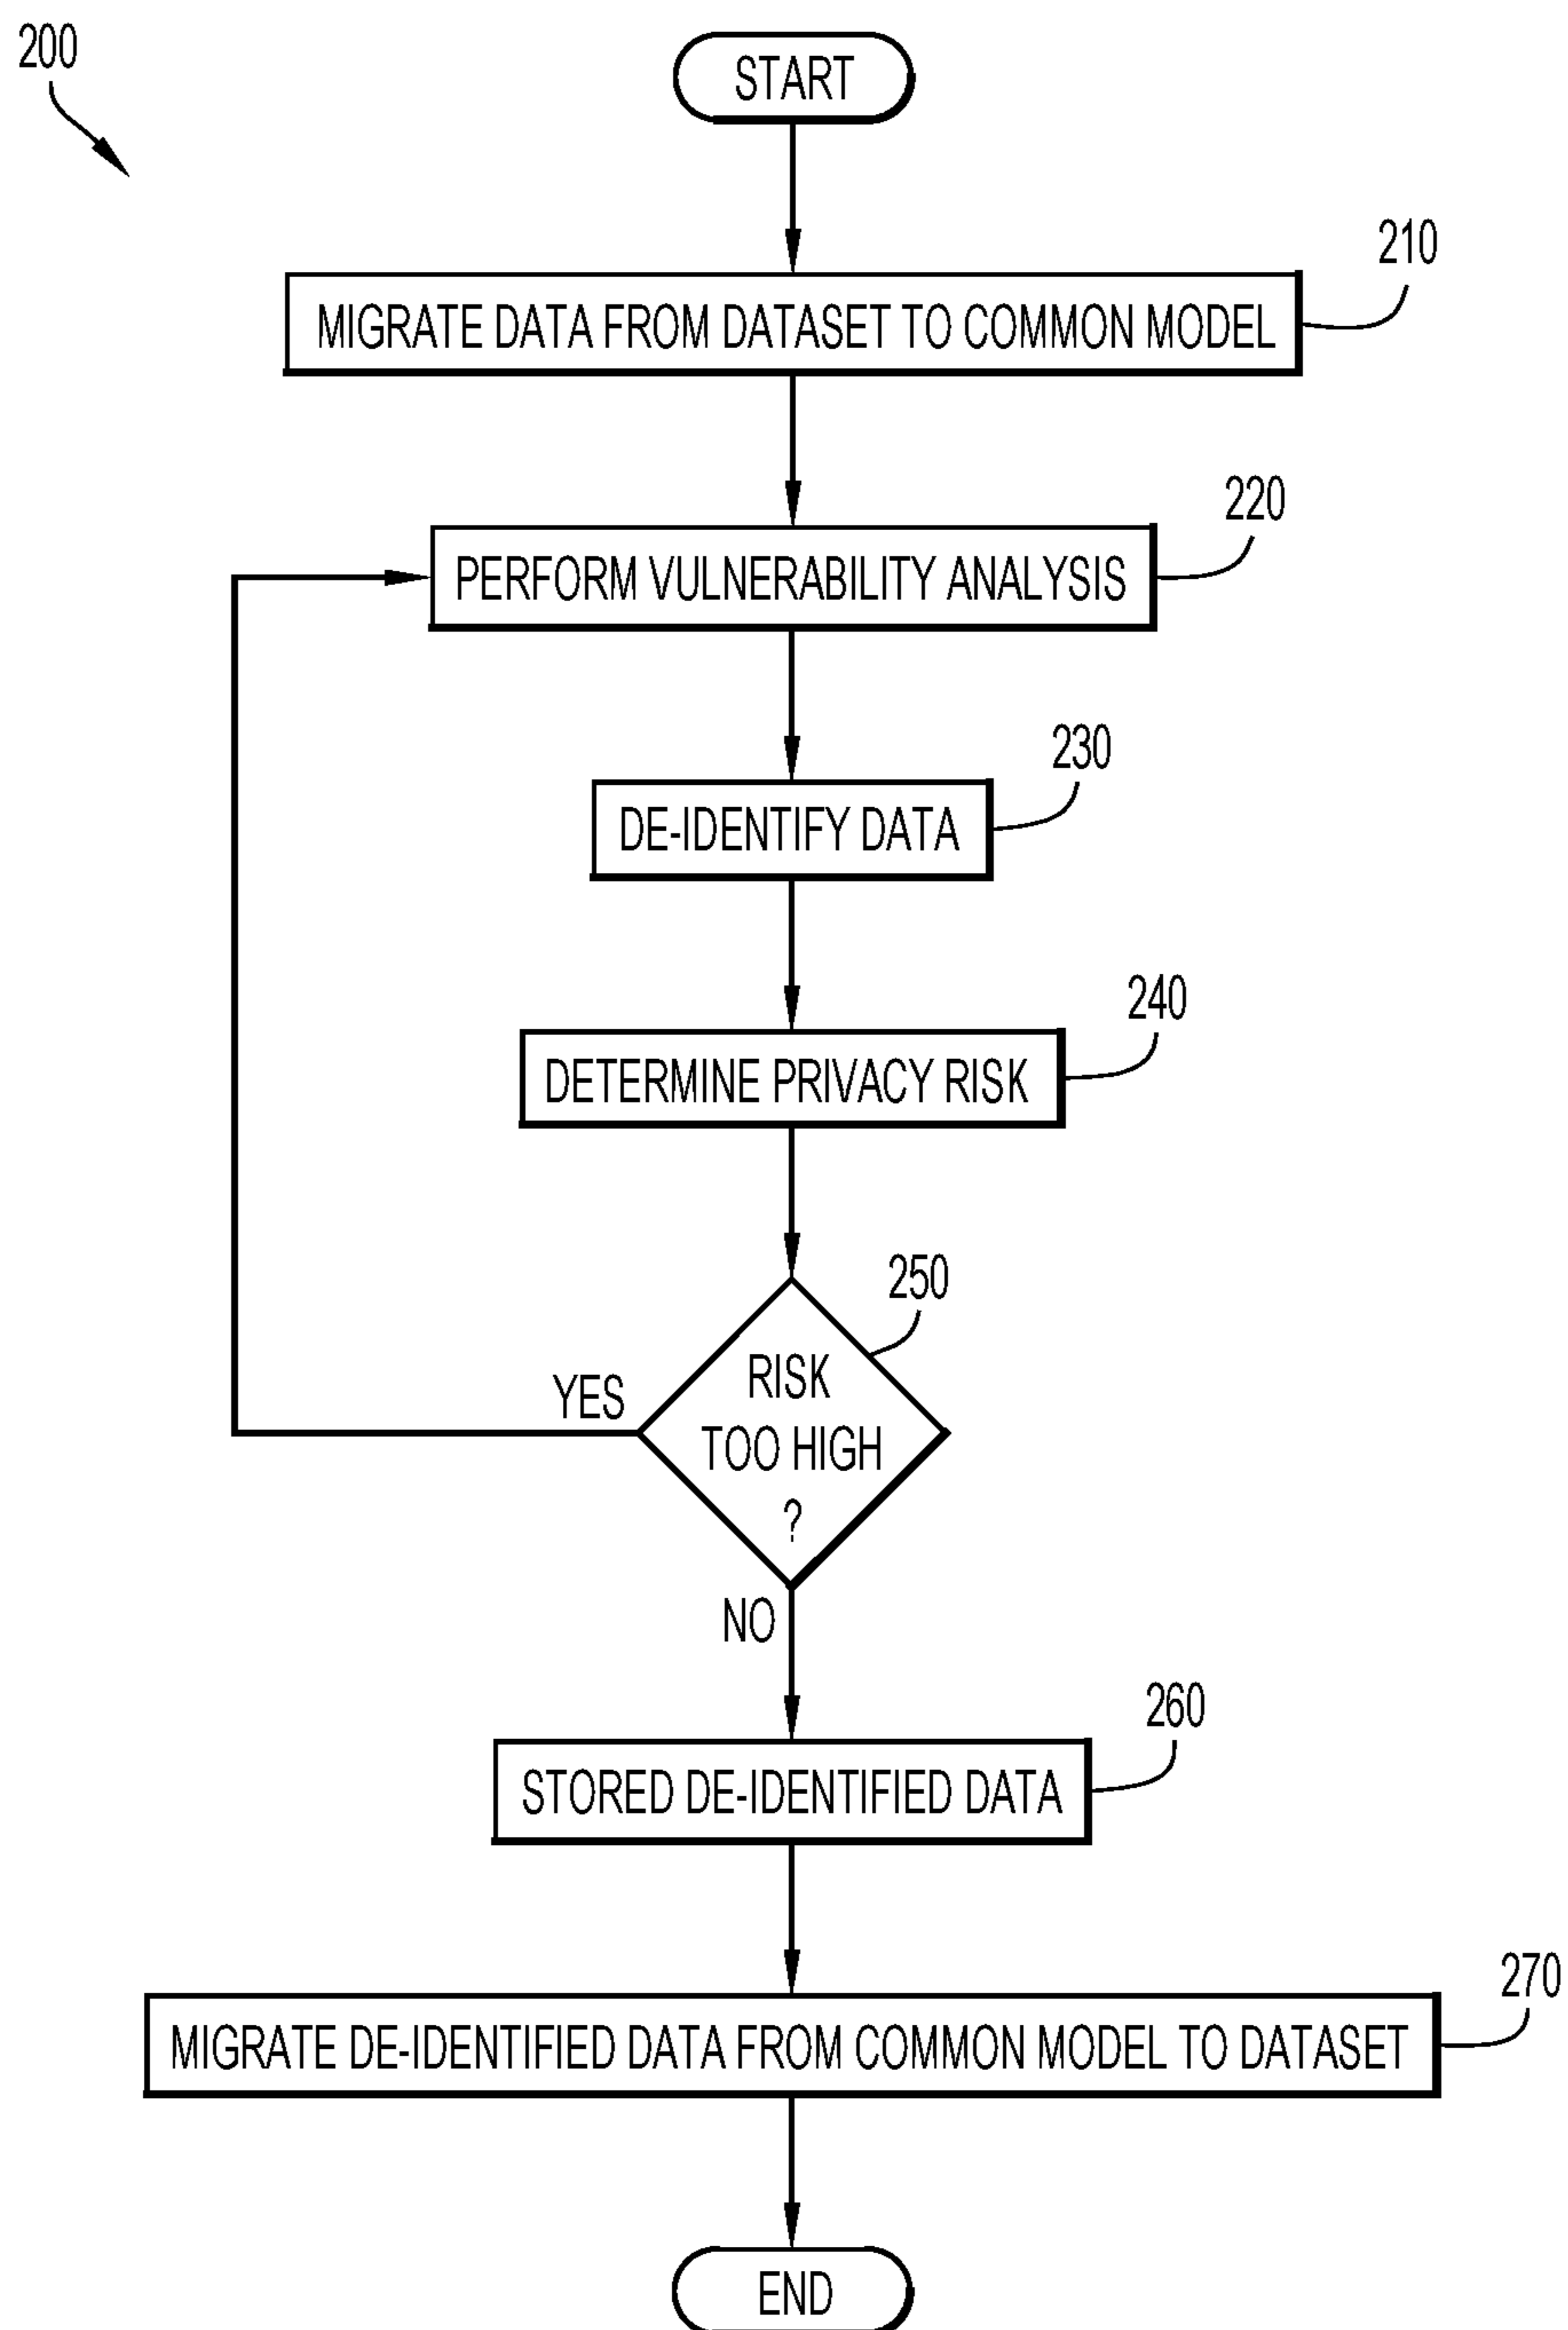 200
START
210
MIGRATE DATA FROM DATASET TO COMMON MODEL
220
PERFORM VULNERABILITY ANALYSIS
230
DE-IDENTIFY DATA
240
DETERMINE PRIVACY RISK
250
RISK
TOO HIGH
?
YES
NO
260
STORED DE-IDENTIFIED DATA
270
MIGRATE DE-IDENTIFIED DATA FROM COMMON MODEL TO DATASET
END